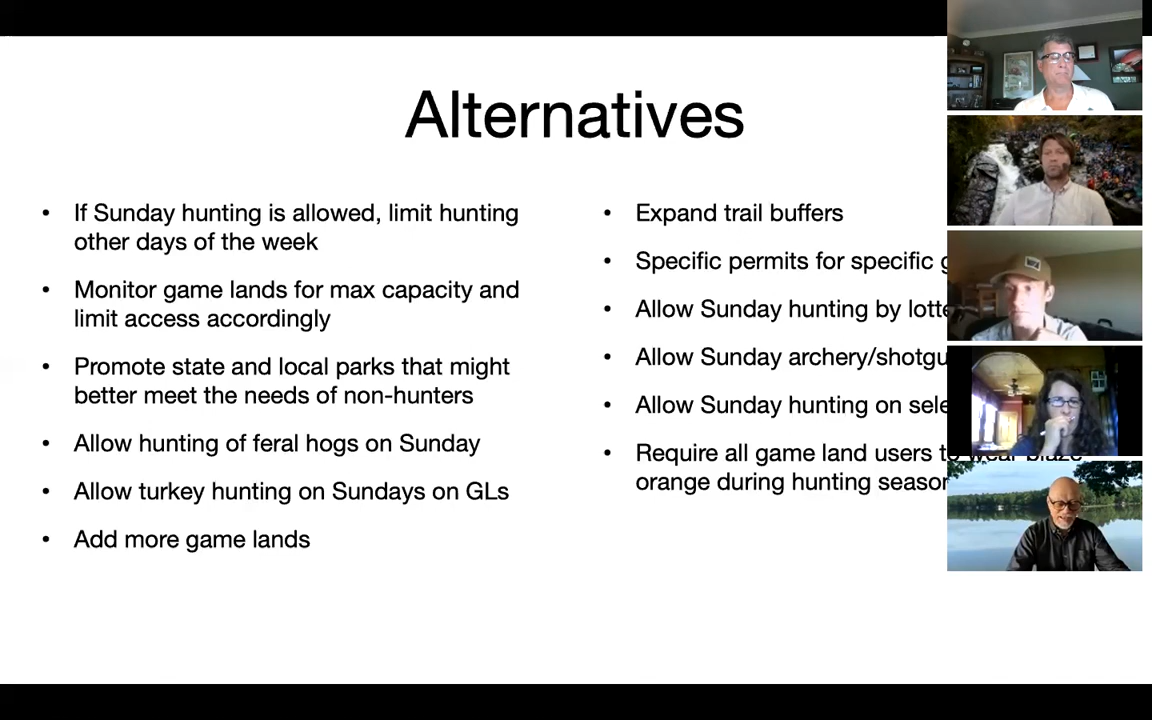 Alternatives
• If Sunday hunting is allowed, limit hunting
other days of the week
• Monitor game lands for max capacity and
limit access accordingly
• Promote state and local parks that might
better meet the needs of non-hunters
• Allow hunting of feral hogs on Sunday
• Allow turkey hunting on Sundays on GLs
• Add more game lands
• Expand trail buffers
• Specific permits for specific
• Allow Sunday hunting by
• Allow Sunday
• Allow Sunday hunting on
• Require all game land users to wear blaze
orange during hunting season